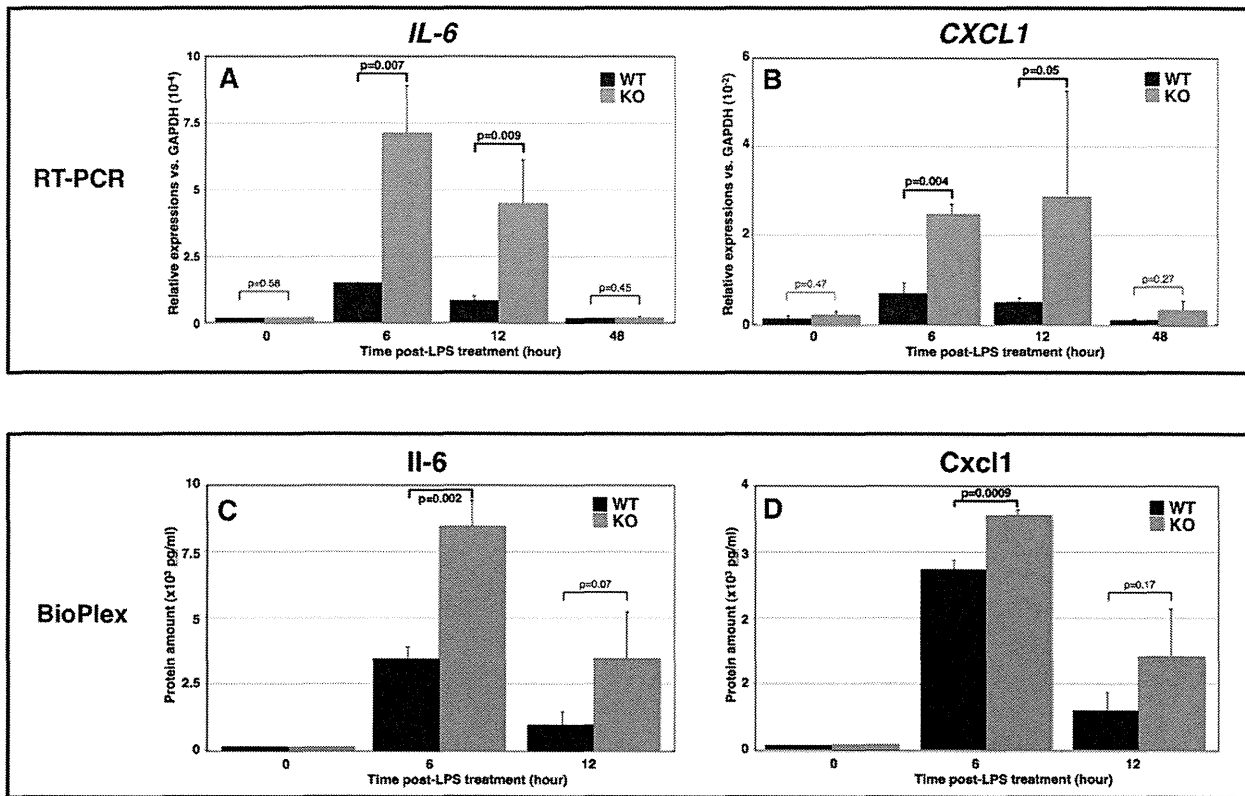 IL-6
CXCL1
RT-PCR
A
Relative expressions vs. GAPDH (10-4)
10
7.5
5
2.5
0
p=0.58
p=0.007
p=0.009
p=0.45
WT
KO
0 6 12 48
Time post-LPS treatment (hour)
B
Relative expressions vs. GAPDH (10-2)
6
4
2
0
p=0.47
p=0.004
p=0.05
p=0.27
WT
KO
0 6 12 48
Time post-LPS treatment (hour)
Il-6
Cxcl1
BioPlex
C
Protein amount (x10³ pg/ml)
10
7.5
5
2.5
0
p=0.002
p=0.07
WT
KO
0 6 12
Time post-LPS treatment (hour)
D
Protein amount (x10³ pg/ml)
4
3
2
2
0
p=0.0009
p=0.17
WT
KO
0 6 12
Time post-LPS treatment (hour)